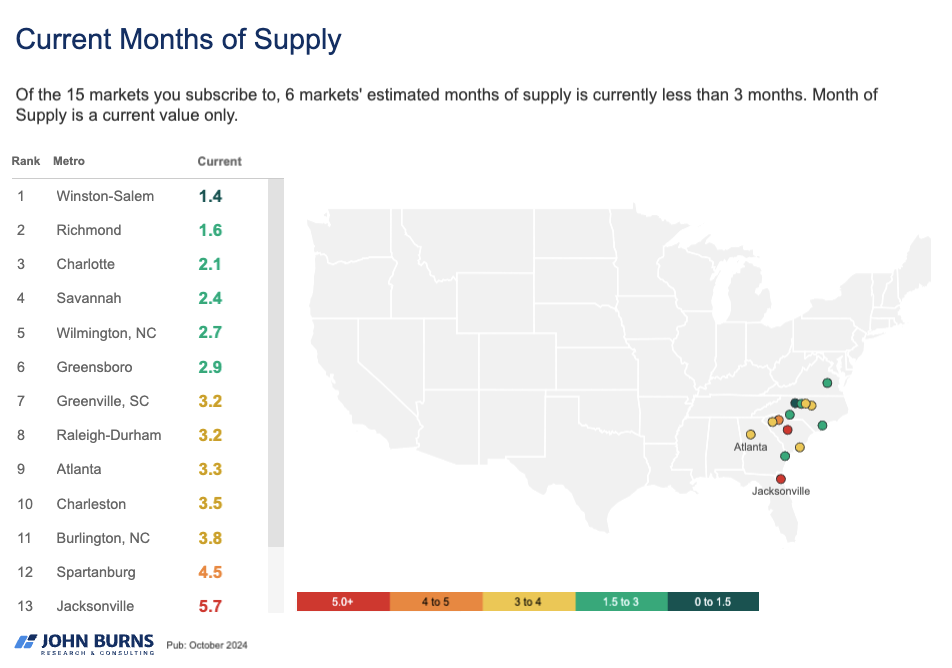 Current Months of Supply
Of the 15 markets you subscribe to, 6 markets' estimated months of supply is currently less than 3 months. Month of
Supply is a current value only.
Rank Metro Current
1 Winston-Salem 1.4
2 Richmond 1.6
3 Charlotte 2.1
4 Savannah 2.4
5 Wilmington, NC 2.7
6 Greensboro 2.9
7 Greenville, SC 3.2
8 Raleigh-Durham 3.2
9 Atlanta 3.3
10 Charleston 3.5
11 Burlington, NC 3.8
12 Spartanburg 4.5
13 Jacksonville 5.7
Atlanta
Jacksonville
5.0+ 4 to 5 3 to 4 1.5 to 3 0 to 1.5
JOHN BURNS
RESEARCH & CONSULTING
Pub: October 2024